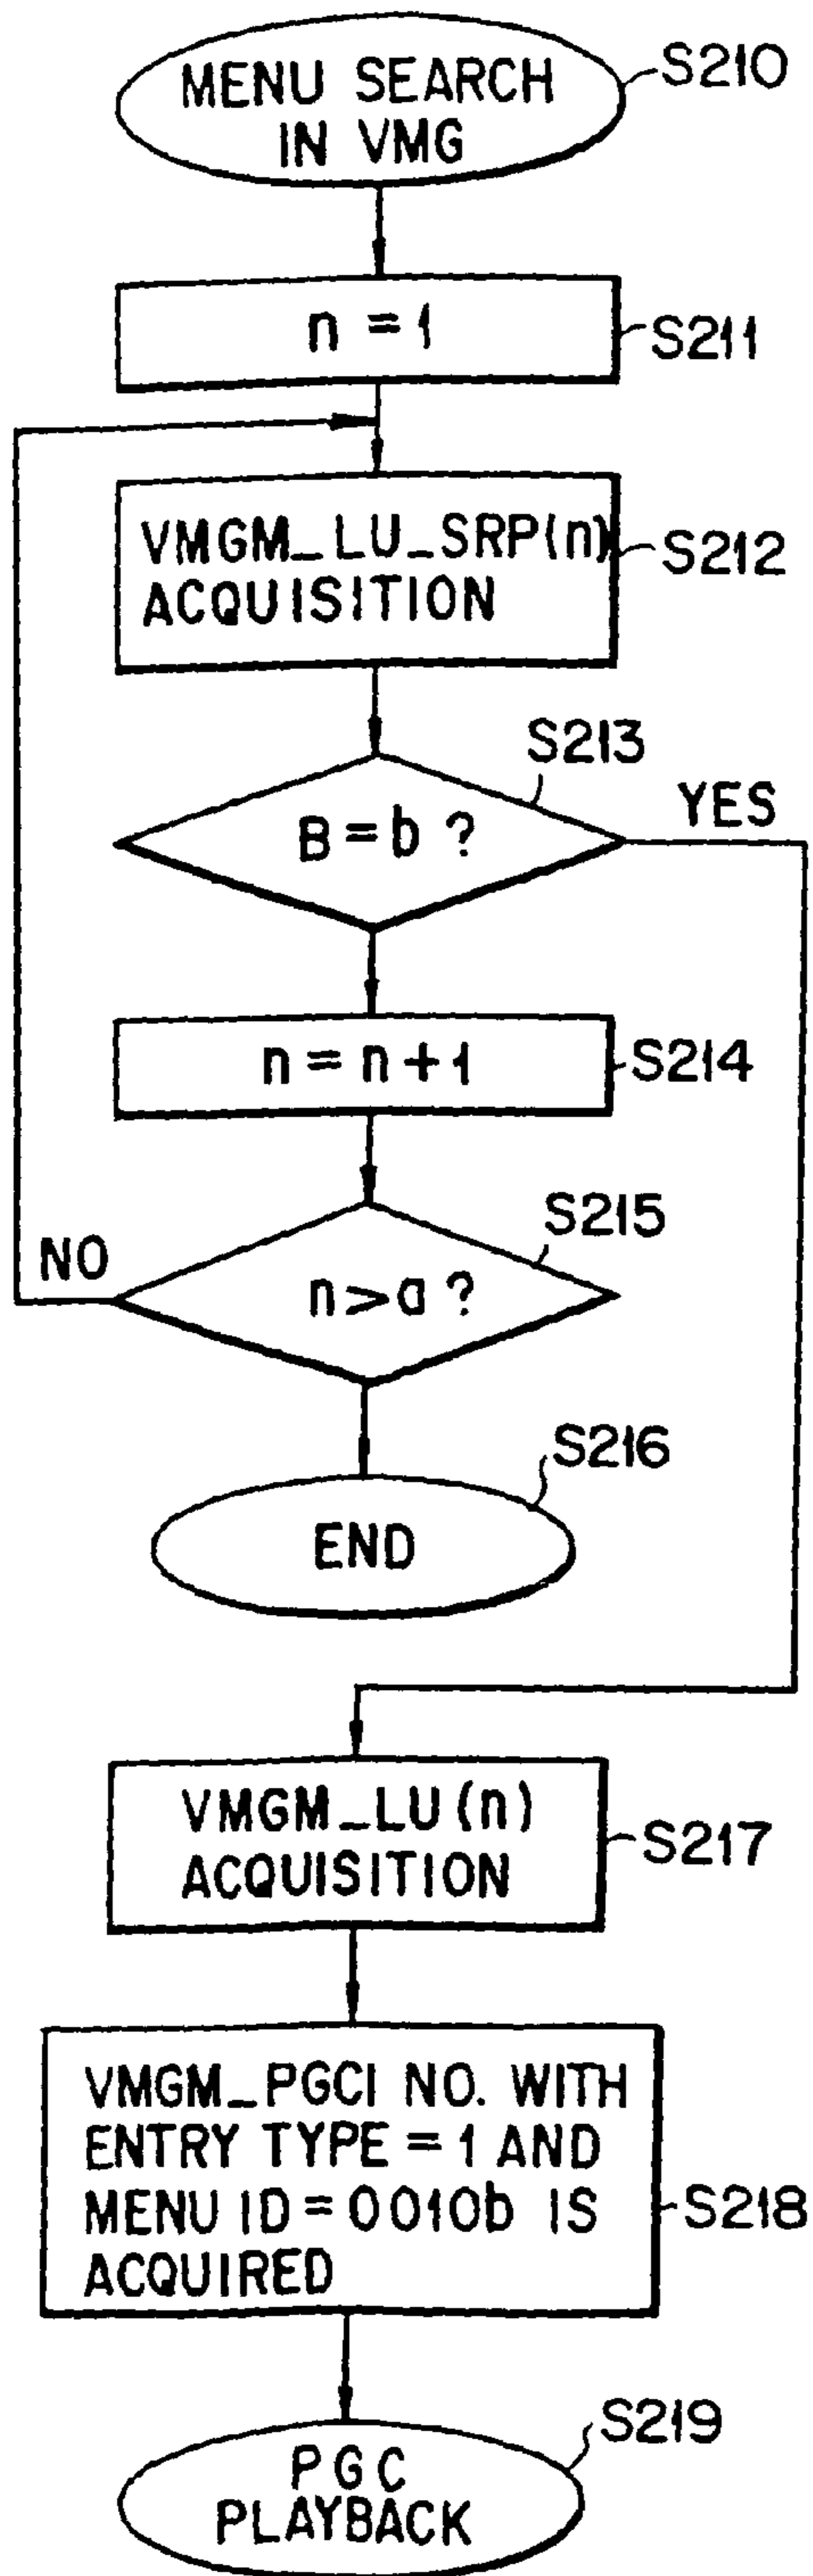 MENU SEARCH
IN VMG
S210
n = 1
S211
VMGM_LU_SRP(n)
ACQUISITION
S212
S213
B = b ?
YES
n = n + 1
S214
S215
NO
n > a ?
S216
END
VMGM_LU (n)
ACQUISITION
S217
VMGM_PGCI NO. WITH
ENTRY TYPE = 1 AND
MENU ID = 0010b IS
ACQUIRED
S218
S219
PGC
PLAYBACK